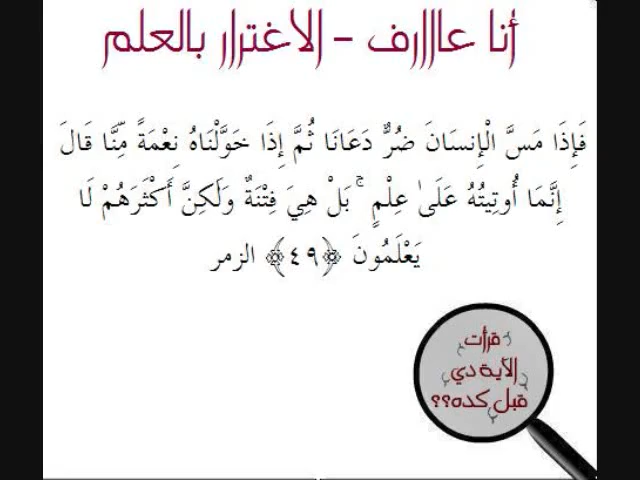 أنا عاااارف - الاغترار بالعلم
فَإِذَا مَسَّ الْإِنسَانَ ضُرٌّ دَعَانَا ثُمَّ إِذَا خَوَّلْنَاهُ نِعْمَةً مِّنَّا قَالَ
إِنَّمَا أُوتِيتُهُ عَلَىٰ عِلْمٍ ۚ بَلْ هِيَ فِتْنَةٌ وَلَكِنَّ أَكْثَرَهُمْ لَا
يَعْلَمُونَ ﴿٤٩﴾ الزمر
قرأت
الآية دي
قبل كده؟؟